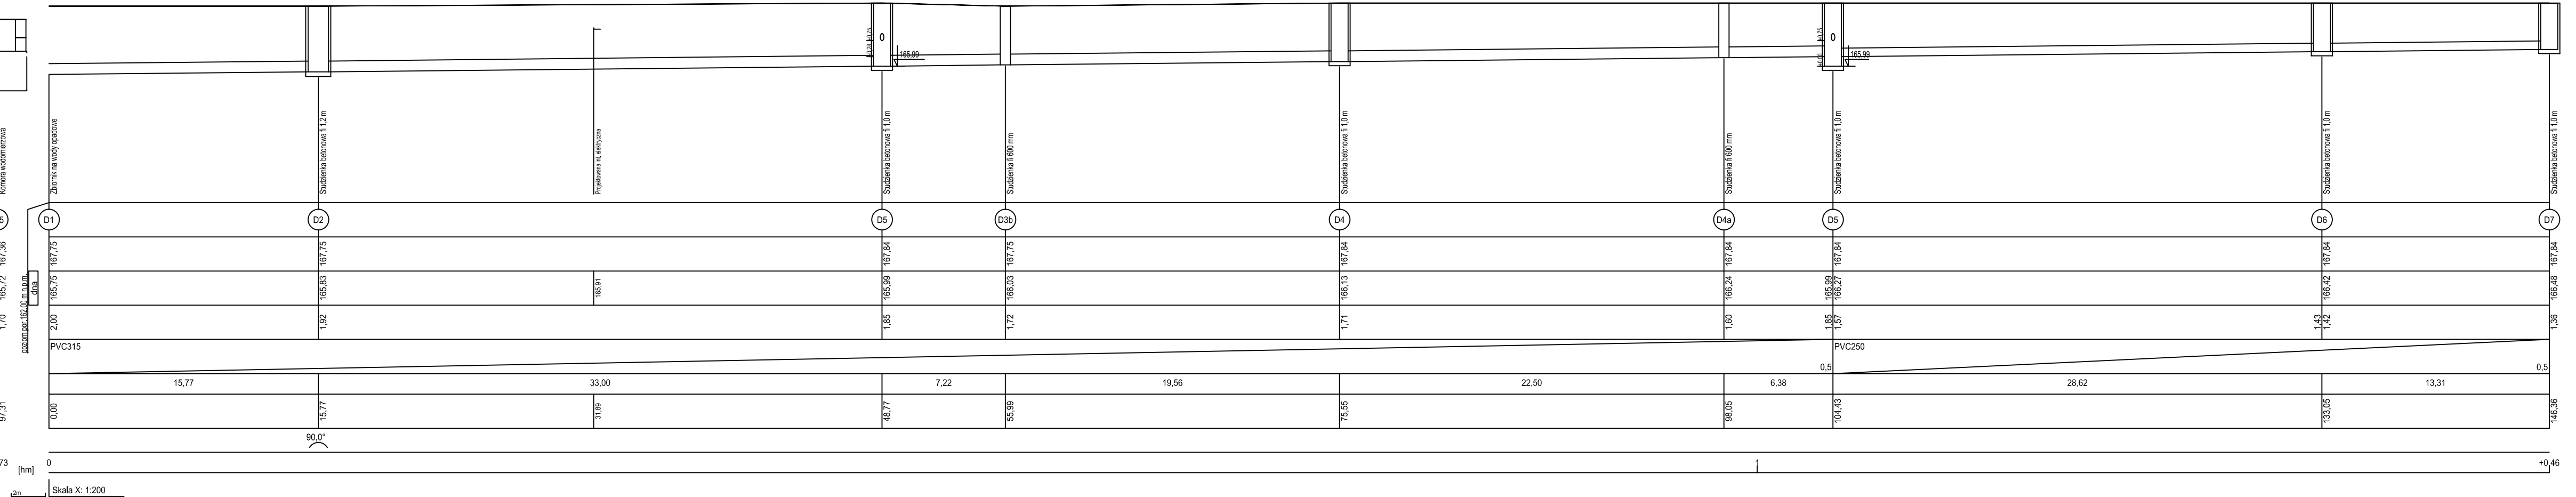 165,99
165,99
+0,28
+0,75
+0,75
Komora wodomierzowa
Zbiornik na wody opadowe
Studzienka betonowa fi 1,2 m
Projektowana inst. elektryczna
Studzienka betonowa fi 1,0 m
Studzienka fi 600 mm
Studzienka betonowa fi 1,0 m
Studzienka fi 600 mm
Studzienka betonowa fi 1,0 m
Studzienka betonowa fi 1,0 m
Studzienka betonowa fi 1,0 m
5 D1 D2 D5 D3b D4 D4a D5 D6 D7
167,36 167,75 167,75 167,84 167,75 167,84 167,84 167,84 167,84 167,84
poziom por.162,00 m n.p.m.
dna
165,72 165,75 165,83 165,91 165,99 166,03 166,13 166,24 165,99 166,27 166,42 166,48
1,70 2,00 1,92 1,85 1,72 1,71 1,60 1,85 1,57 1,43 1,42 1,36
PVC315 PVC250
0,5 0,5
15,77 33,00 7,22 19,56 22,50 6,38 28,62 13,31
97,31 0,00 15,77 31,89 48,77 55,99 75,55 98,05 104,43 133,05 146,36
90,0°
73 [hm] 0 1 +0,46
2m Skala X: 1:200